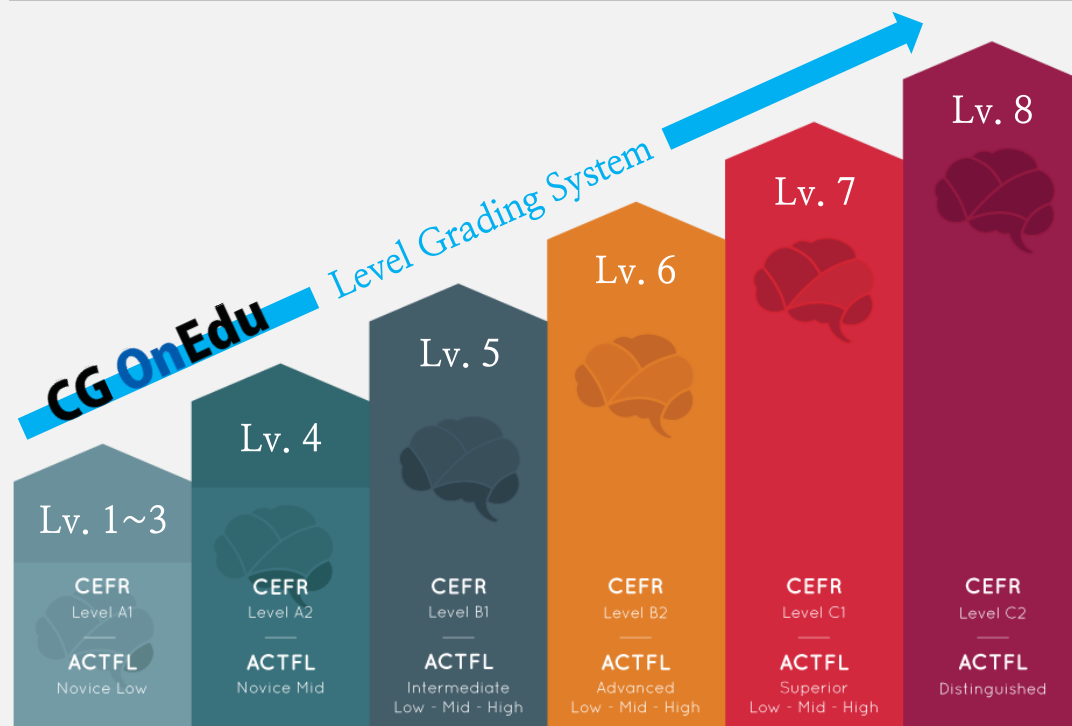 CG OnEdu Level Grading System
Lv. 1~3
CEFR
Level A1
ACTFL
Novice Low
Lv. 4
CEFR
Level A2
ACTFL
Novice Mid
Lv. 5
CEFR
Level B1
ACTFL
Intermediate
Low - Mid - High
Lv. 6
CEFR
Level B2
ACTFL
Advanced
Low - Mid - High
Lv. 7
CEFR
Level C1
ACTFL
Superior
Low - Mid - High
Lv. 8
CEFR
Level C2
ACTFL
Distinguished